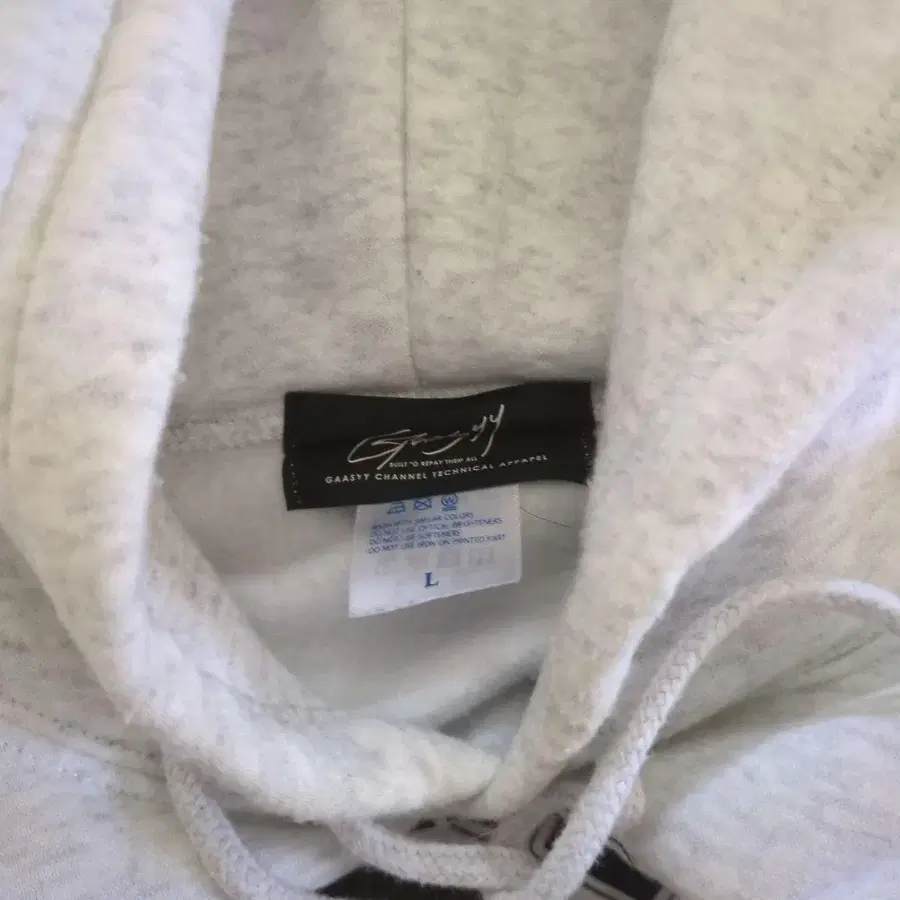 Gaasyy
BUILT TO REPAY THEM ALL
GAASYY CHANNEL TECHNICAL APPAREL
WASH WITH SIMILAR COLORS
DO NOT USE OPTICAL BRIGHTENERS
DO NOT USE SOFTENERS
DO NOT USE IRON ON PRINTED PART
L